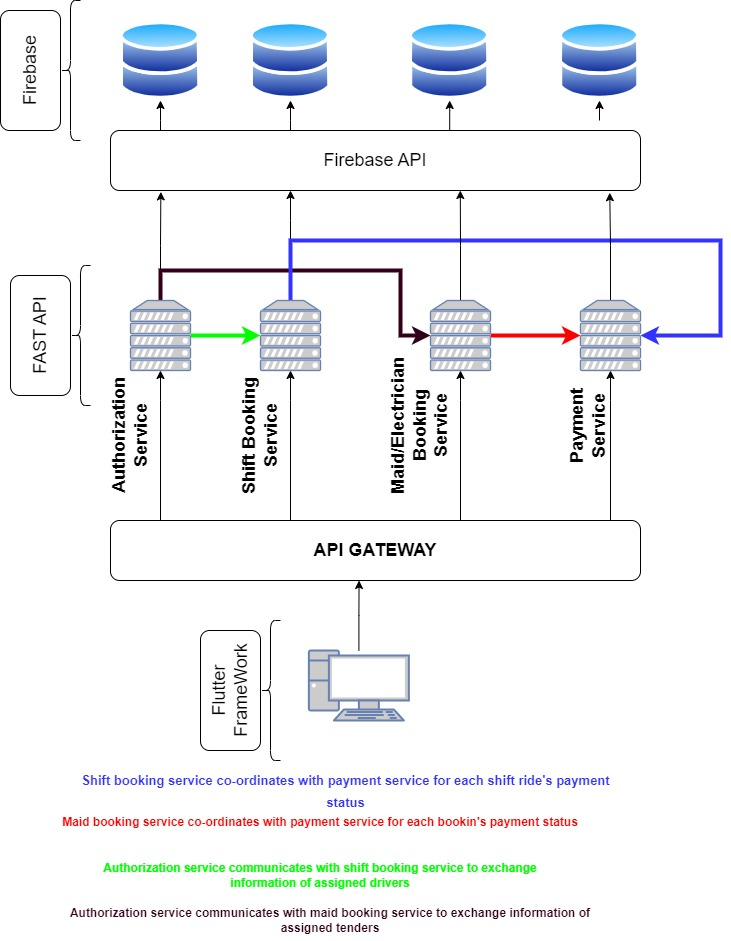 Firebase
Firebase API
FAST API
Authorization
Service
Shift Booking
Service
Maid/Electrician
Booking
Service
Payment
Service
API GATEWAY
Flutter
FrameWork
Shift booking service co-ordinates with payment service for each shift ride's payment
status
Maid booking service co-ordinates with payment service for each bookin's payment status
Authorization service communicates with shift booking service to exchange
information of assigned drivers
Authorization service communicates with maid booking service to exchange information of
assigned tenders